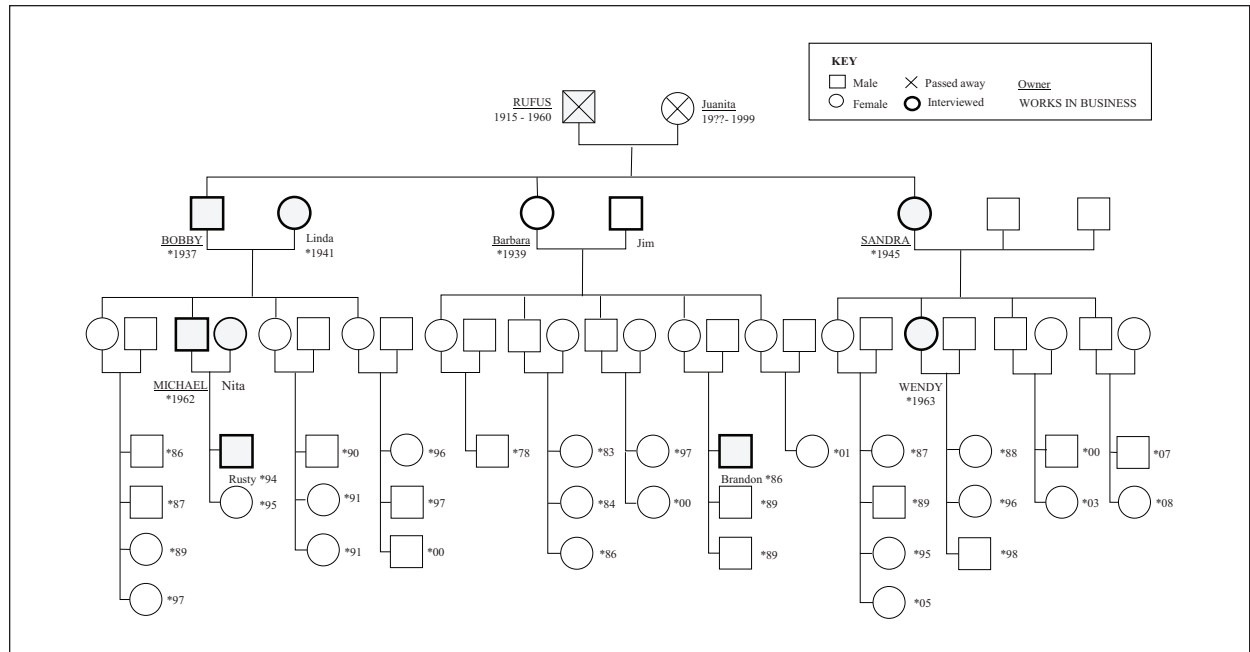 KEY
Male
Passed away
Owner
Female
Interviewed
WORKS IN BUSINESS
RUFUS
1915 - 1960
Juanita
19??- 1999
BOBBY
*1937
Linda
*1941
Barbara
*1939
Jim
SANDRA
*1945
MICHAEL
*1962
Nita
WENDY
*1963
*86
*87
*89
*97
Rusty *94
*95
*90
*91
*91
*96
*97
*00
*78
*83
*84
*86
*97
*00
Brandon *86
*89
*89
*01
*87
*89
*95
*05
*88
*96
*98
*00
*03
*07
*08